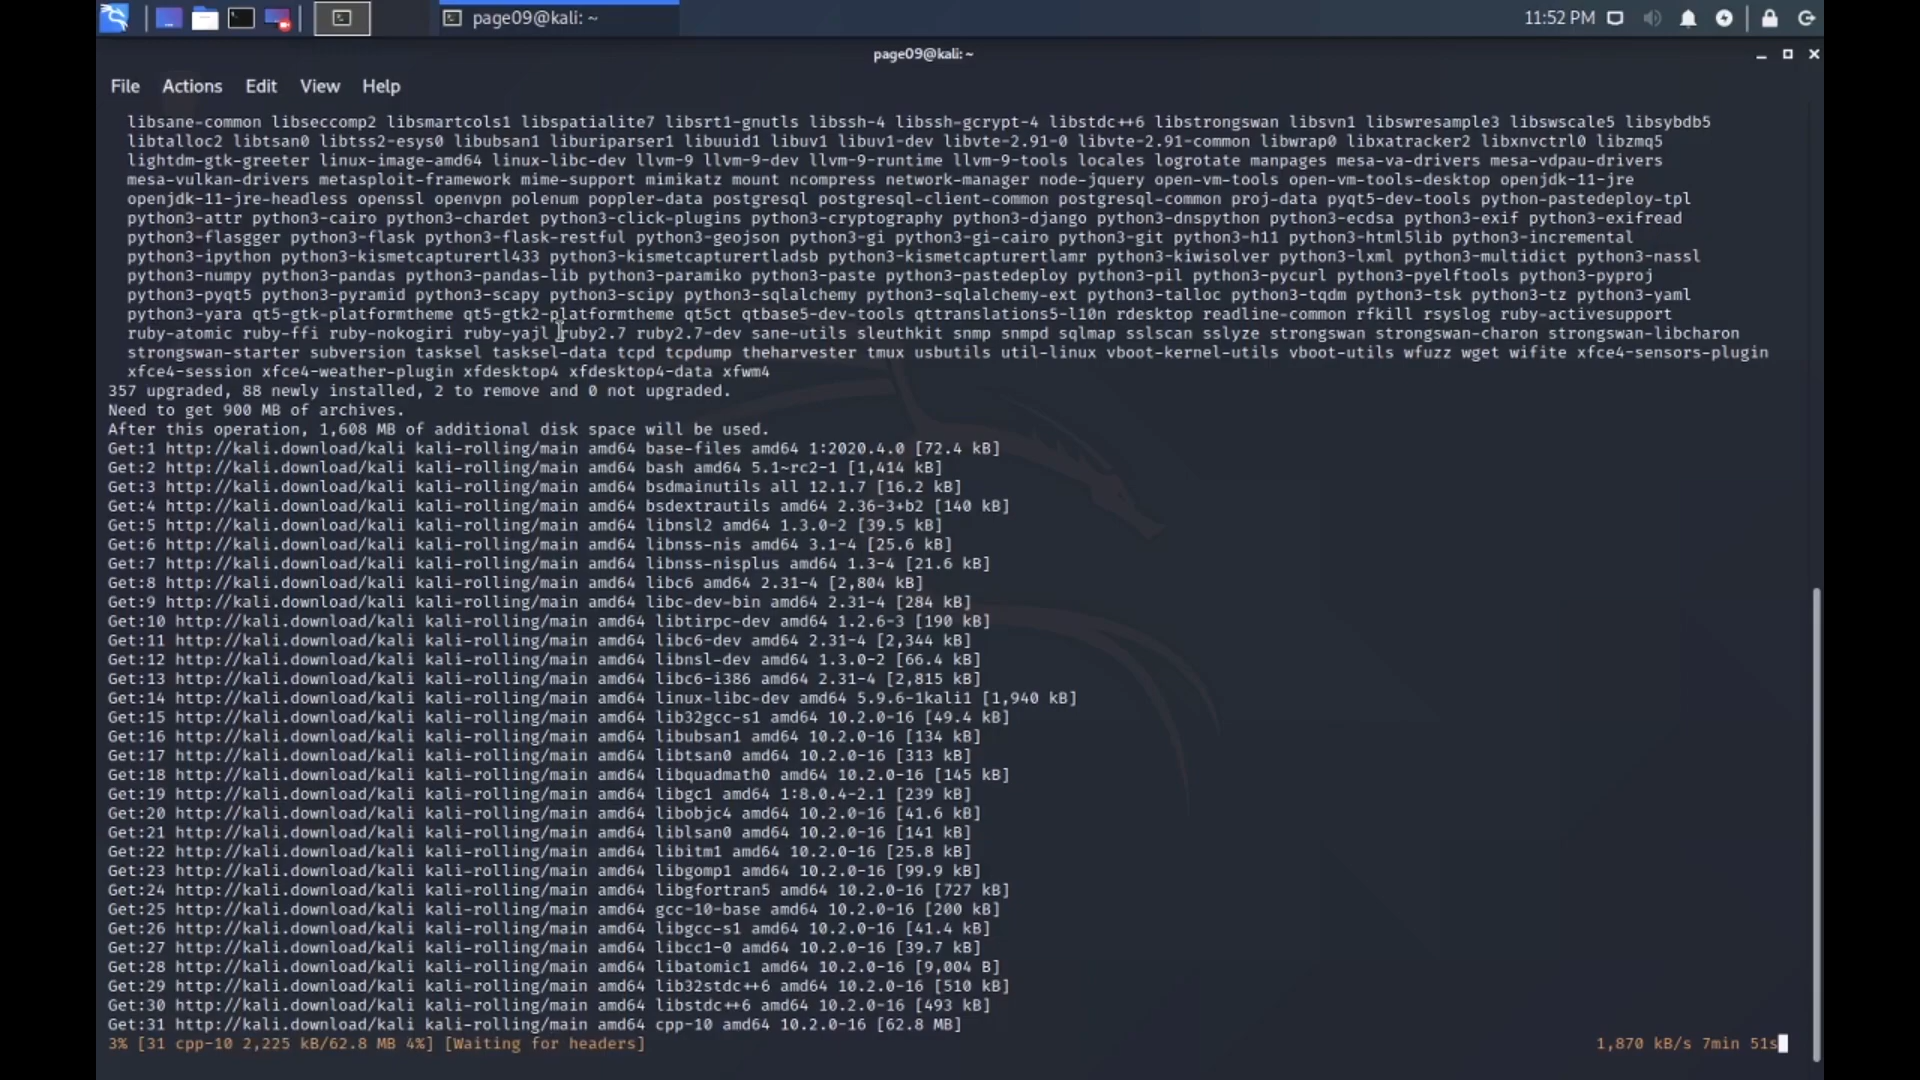 page09@kali: ~
11:52 PM
page09@kali: ~
File Actions Edit View Help
libsane-common libseccomp2 libsmartcols1 libspatialite7 libsrt1-gnutls libssh-4 libssh-gcrypt-4 libstdc++6 libstrongswan libsvn1 libswresample3 libswscale5 libsybdb5
libtalloc2 libtsan0 libtss2-esys0 libubsan1 liburiparser1 libuuid1 libuv1 libuv1-dev libvte-2.91-0 libvte-2.91-common libwrap0 libxatracker2 libxnvctrl0 libzmq5
lightdm-gtk-greeter linux-image-amd64 linux-libc-dev llvm-9 llvm-9-dev llvm-9-runtime llvm-9-tools locales logrotate manpages mesa-va-drivers mesa-vdpau-drivers
mesa-vulkan-drivers metasploit-framework mime-support mimikatz mount ncompress network-manager node-jquery open-vm-tools open-vm-tools-desktop openjdk-11-jre
openjdk-11-jre-headless openssl openvpn polenum poppler-data postgresql postgresql-client-common postgresql-common proj-data pyqt5-dev-tools python-pastedeploy-tpl
python3-attr python3-cairo python3-chardet python3-click-plugins python3-cryptography python3-django python3-dnspython python3-ecdsa python3-exif python3-exifread
python3-flasgger python3-flask python3-flask-restful python3-geojson python3-gi python3-gi-cairo python3-git python3-h11 python3-html5lib python3-incremental
python3-ipython python3-kismetcapturertl433 python3-kismetcapturertladsb python3-kismetcapturertlamr python3-kiwisolver python3-lxml python3-multidict python3-nassl
python3-numpy python3-pandas python3-pandas-lib python3-paramiko python3-paste python3-pastedeploy python3-pil python3-pycurl python3-pyelftools python3-pyproj
python3-pyqt5 python3-pyramid python3-scapy python3-scipy python3-sqlalchemy python3-sqlalchemy-ext python3-talloc python3-tqdm python3-tsk python3-tz python3-yaml
python3-yara qt5-gtk-platformtheme qt5-gtk2-platformtheme qt5ct qtbase5-dev-tools qttranslations5-l10n rdesktop readline-common rfkill rsyslog ruby-activesupport
ruby-atomic ruby-ffi ruby-nokogiri ruby-yajl ruby2.7 ruby2.7-dev sane-utils sleuthkit snmp snmpd sqlmap sslscan sslyze strongswan strongswan-charon strongswan-libcharon
strongswan-starter subversion tasksel tasksel-data tcpd tcpdump theharvester tmux usbutils util-linux vboot-kernel-utils vboot-utils wfuzz wget wifite xfce4-sensors-plugin
xfce4-session xfce4-weather-plugin xfdesktop4 xfdesktop4-data xfwm4
357 upgraded, 88 newly installed, 2 to remove and 0 not upgraded.
Need to get 900 MB of archives.
After this operation, 1,608 MB of additional disk space will be used.
Get:1 http://kali.download/kali kali-rolling/main amd64 base-files amd64 1:2020.4.0 [72.4 kB]
Get:2 http://kali.download/kali kali-rolling/main amd64 bash amd64 5.1~rc2-1 [1,414 kB]
Get:3 http://kali.download/kali kali-rolling/main amd64 bsdmainutils all 12.1.7 [16.2 kB]
Get:4 http://kali.download/kali kali-rolling/main amd64 bsdextrautils amd64 2.36-3+b2 [140 kB]
Get:5 http://kali.download/kali kali-rolling/main amd64 libnsl2 amd64 1.3.0-2 [39.5 kB]
Get:6 http://kali.download/kali kali-rolling/main amd64 libnss-nis amd64 3.1-4 [25.6 kB]
Get:7 http://kali.download/kali kali-rolling/main amd64 libnss-nisplus amd64 1.3-4 [21.6 kB]
Get:8 http://kali.download/kali kali-rolling/main amd64 libc6 amd64 2.31-4 [2,804 kB]
Get:9 http://kali.download/kali kali-rolling/main amd64 libc-dev-bin amd64 2.31-4 [284 kB]
Get:10 http://kali.download/kali kali-rolling/main amd64 libtirpc-dev amd64 1.2.6-3 [190 kB]
Get:11 http://kali.download/kali kali-rolling/main amd64 libc6-dev amd64 2.31-4 [2,344 kB]
Get:12 http://kali.download/kali kali-rolling/main amd64 libnsl-dev amd64 1.3.0-2 [66.4 kB]
Get:13 http://kali.download/kali kali-rolling/main amd64 libc6-i386 amd64 2.31-4 [2,815 kB]
Get:14 http://kali.download/kali kali-rolling/main amd64 linux-libc-dev amd64 5.9.6-1kali1 [1,940 kB]
Get:15 http://kali.download/kali kali-rolling/main amd64 lib32gcc-s1 amd64 10.2.0-16 [49.4 kB]
Get:16 http://kali.download/kali kali-rolling/main amd64 libubsan1 amd64 10.2.0-16 [134 kB]
Get:17 http://kali.download/kali kali-rolling/main amd64 libtsan0 amd64 10.2.0-16 [313 kB]
Get:18 http://kali.download/kali kali-rolling/main amd64 libquadmath0 amd64 10.2.0-16 [145 kB]
Get:19 http://kali.download/kali kali-rolling/main amd64 libgc1 amd64 1:8.0.4-2.1 [239 kB]
Get:20 http://kali.download/kali kali-rolling/main amd64 libobjc4 amd64 10.2.0-16 [41.6 kB]
Get:21 http://kali.download/kali kali-rolling/main amd64 liblsan0 amd64 10.2.0-16 [141 kB]
Get:22 http://kali.download/kali kali-rolling/main amd64 libitm1 amd64 10.2.0-16 [25.8 kB]
Get:23 http://kali.download/kali kali-rolling/main amd64 libgomp1 amd64 10.2.0-16 [99.9 kB]
Get:24 http://kali.download/kali kali-rolling/main amd64 libgfortran5 amd64 10.2.0-16 [727 kB]
Get:25 http://kali.download/kali kali-rolling/main amd64 gcc-10-base amd64 10.2.0-16 [200 kB]
Get:26 http://kali.download/kali kali-rolling/main amd64 libgcc-s1 amd64 10.2.0-16 [41.4 kB]
Get:27 http://kali.download/kali kali-rolling/main amd64 libcc1-0 amd64 10.2.0-16 [39.7 kB]
Get:28 http://kali.download/kali kali-rolling/main amd64 libatomic1 amd64 10.2.0-16 [9,004 B]
Get:29 http://kali.download/kali kali-rolling/main amd64 lib32stdc++6 amd64 10.2.0-16 [510 kB]
Get:30 http://kali.download/kali kali-rolling/main amd64 libstdc++6 amd64 10.2.0-16 [493 kB]
Get:31 http://kali.download/kali kali-rolling/main amd64 cpp-10 amd64 10.2.0-16 [62.8 MB]
3% [31 cpp-10 2,225 kB/62.8 MB 4%] [Waiting for headers] 1,870 kB/s 7min 51s